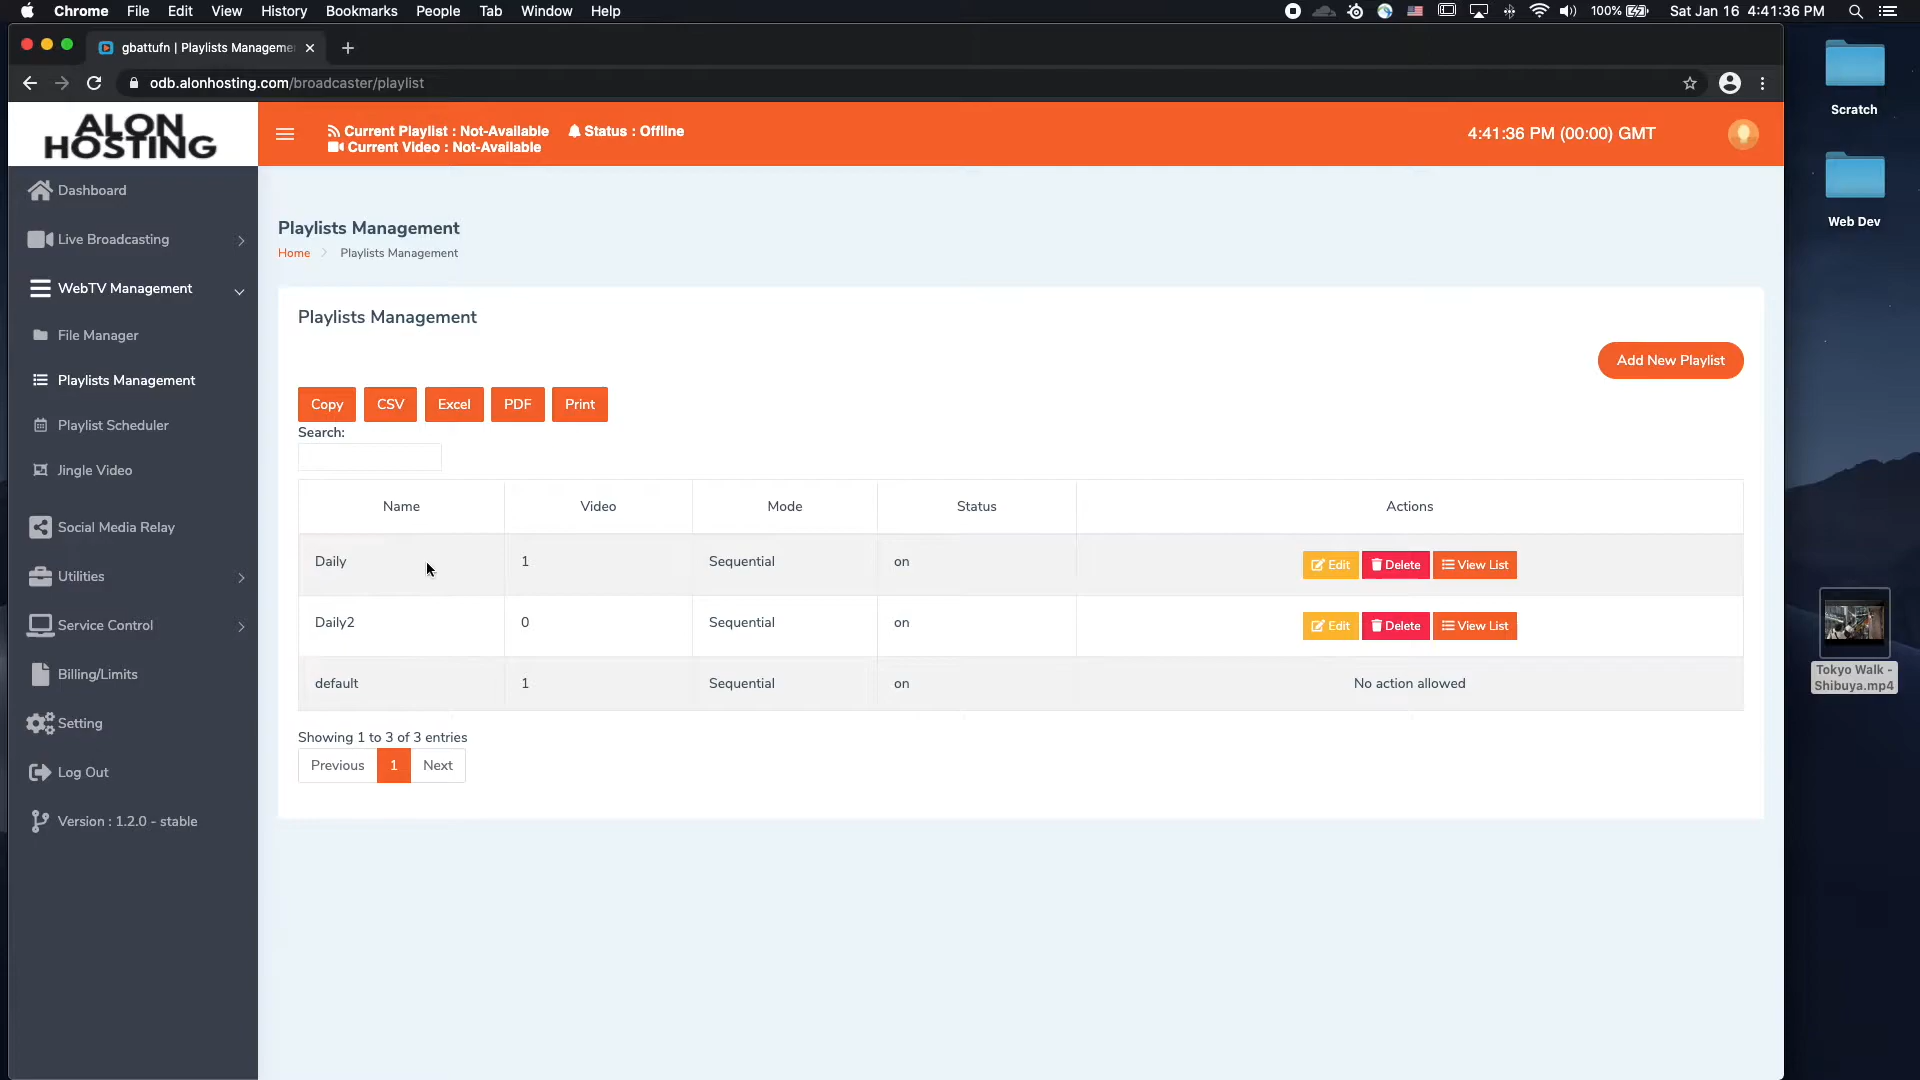 Chrome File Edit View History Bookmarks People Tab Window Help
100% Sat Jan 16 4:41:36 PM
gbattufn | Playlists Manageme
odb.alonhosting.com/broadcaster/playlist
ALON
HOSTING
Current Playlist : Not-Available Status : Offline
Current Video : Not-Available
4:41:36 PM (00:00) GMT
Dashboard
Live Broadcasting
WebTV Management
File Manager
Playlists Management
Playlist Scheduler
Jingle Video
Social Media Relay
Utilities
Service Control
Billing/Limits
Setting
Log Out
Version : 1.2.0 - stable
Playlists Management
Home Playlists Management
Playlists Management
Add New Playlist
Copy CSV Excel PDF Print
Search:
Name Video Mode Status Actions
Daily 1 Sequential on Edit Delete View List
Daily2 0 Sequential on Edit Delete View List
default 1 Sequential on No action allowed
Showing 1 to 3 of 3 entries
Previous 1 Next
Scratch
Web Dev
Tokyo Walk -
Shibuya.mp4